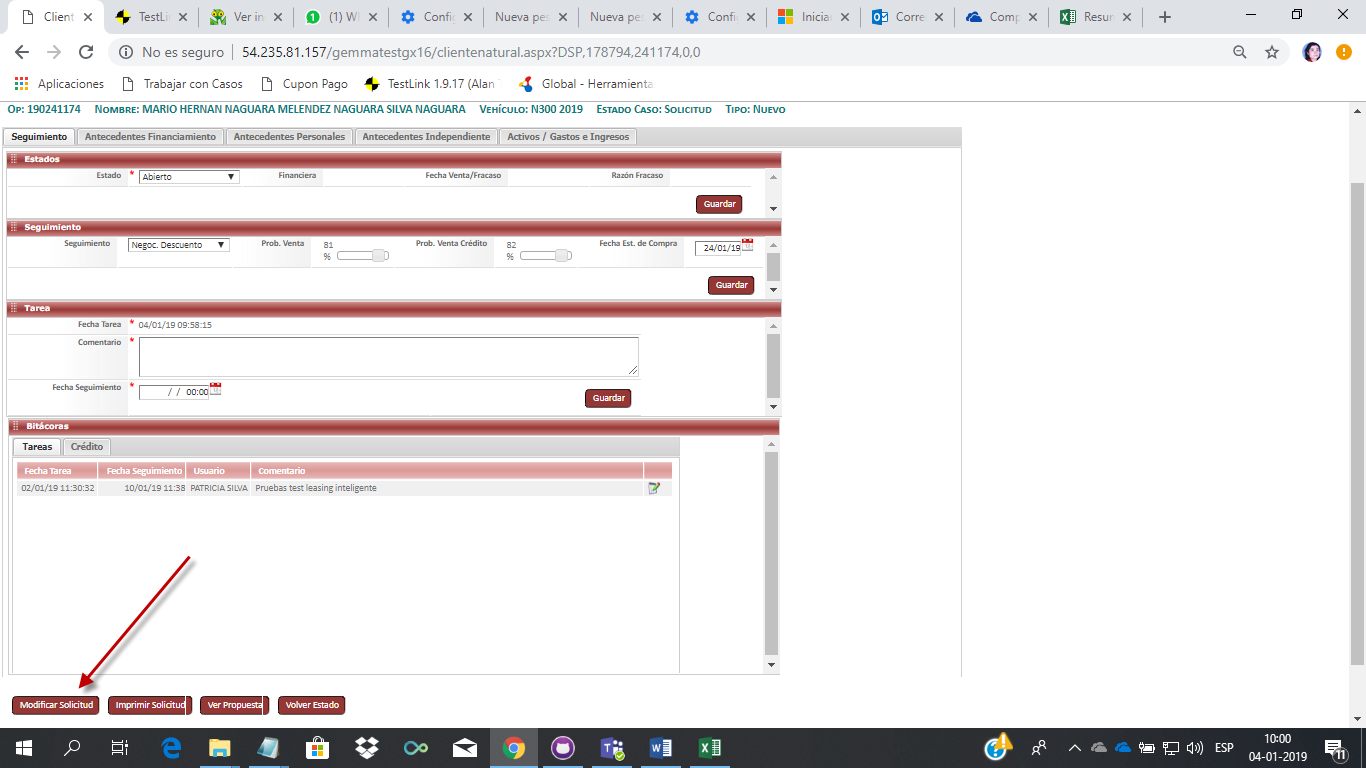 Client
TestLink
Ver in
(1) W
Config
Nueva pes
Nueva pes
Config
Iniciar
Corre
Comp
Resun
No es seguro 54.235.81.157/gemmatestgx16/clientenatural.aspx?DSP,178794,241174,0,0
Aplicaciones Trabajar con Casos Cupon Pago TestLink 1.9.17 (Alan Global - Herramienta
Op: 190241174 Nombre: MARIO HERNAN NAGUARA MELENDEZ NAGUARA SILVA NAGUARA Vehículo: N300 2019 Estado Caso: Solicitud Tipo: Nuevo
Seguimiento Antecedentes Financiamiento Antecedentes Personales Antecedentes Independiente Activos / Gastos e Ingresos
Estados
Estado * Abierto Financiera Fecha Venta/Fracaso Razón Fracaso
Guardar
Seguimiento
Seguimiento Negoc. Descuento Prob. Venta 81 % Prob. Venta Crédito 82 % Fecha Est. de Compra 24/01/19
Guardar
Tarea
Fecha Tarea * 04/01/19 09:58:15
Comentario *
Fecha Seguimiento * / / 00:00
Guardar
Bitácoras
Tareas Crédito
Fecha Tarea Fecha Seguimiento Usuario Comentario
02/01/19 11:30:32 10/01/19 11:38 PATRICIA SILVA Pruebas test leasing inteligente
Modificar Solicitud Imprimir Solicitud Ver Propuesta Volver Estado
ESP
10:00
04-01-2019
11